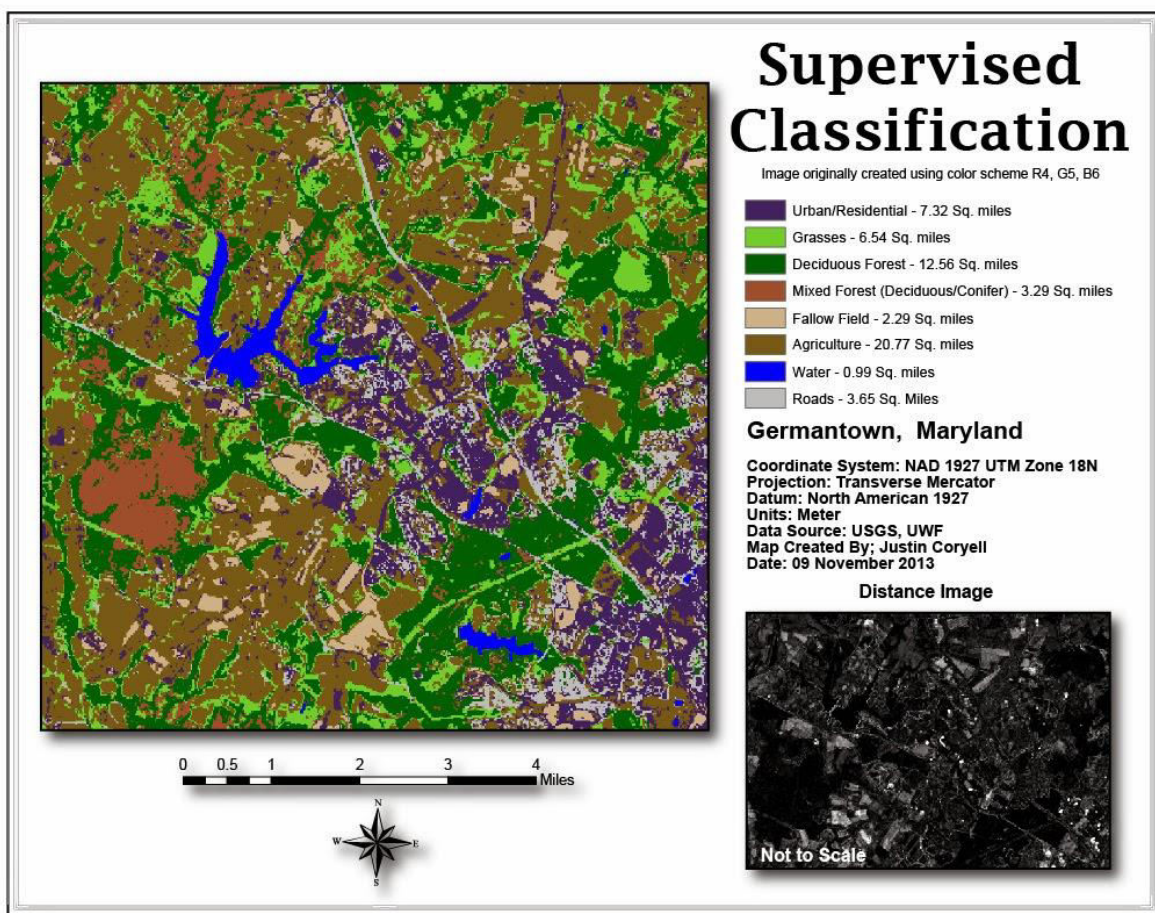 Supervised
Classification
Image originally created using color scheme R4, G5, B6
Urban/Residential - 7.32 Sq. miles
Grasses - 6.54 Sq. miles
Deciduous Forest - 12.56 Sq. miles
Mixed Forest (Deciduous/Conifer) - 3.29 Sq. miles
Fallow Field - 2.29 Sq. miles
Agriculture - 20.77 Sq. miles
Water - 0.99 Sq. miles
Roads - 3.65 Sq. Miles
Germantown, Maryland
Coordinate System: NAD 1927 UTM Zone 18N
Projection: Transverse Mercator
Datum: North American 1927
Units: Meter
Data Source: USGS, UWF
Map Created By; Justin Coryell
Date: 09 November 2013
Distance Image
Not to Scale
0 0.5 1 2 3 4
Miles
N
W E
S